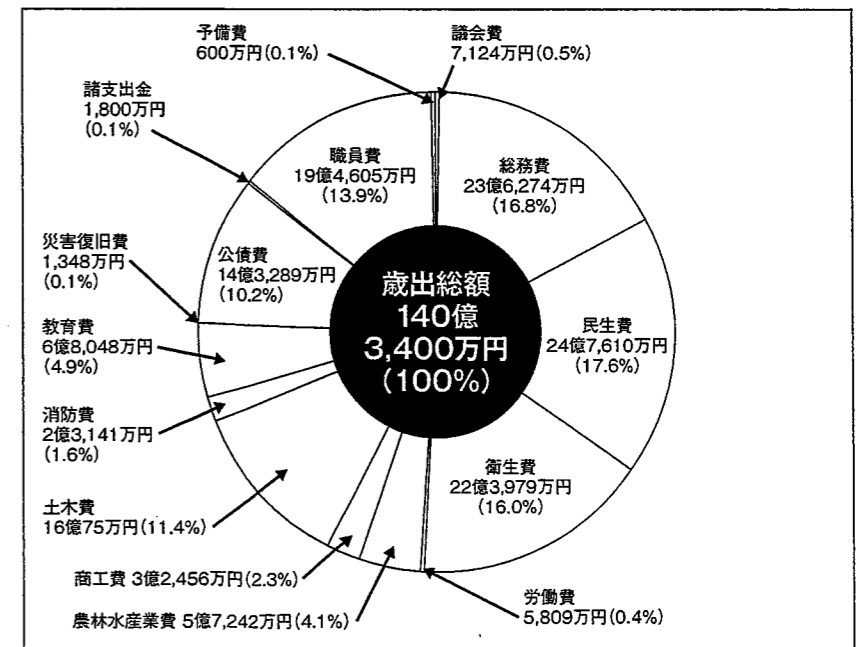 予備費
600万円(0.1%)
議会費
7,124万円(0.5%)
諸支出金
1,800万円
(0.1%)
職員費
19億4,605万円
(13.9%)
総務費
23億6,274万円
(16.8%)
災害復旧費
1,348万円
(0.1%)
公債費
14億3,289万円
(10.2%)
歳出総額
140億
3,400万円
(100%)
民生費
24億7,610万円
(17.6%)
教育費
6億8,048万円
(4.9%)
消防費
2億3,141万円
(1.6%)
衛生費
22億3,979万円
(16.0%)
土木費
16億75万円(11.4%)
商工費 3億2,456万円(2.3%)
農林水産業費 5億7,242万円(4.1%)
労働費
5,809万円(0.4%)